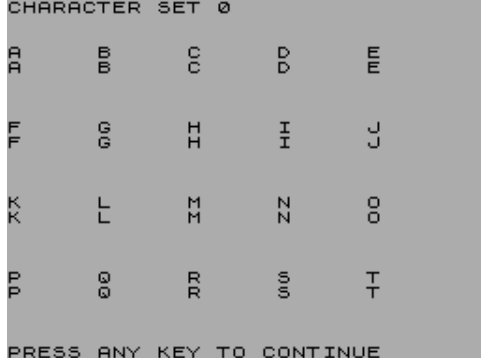 CHARACTER SET 0
A B C D E
A B C D E
F G H I J
F G H I J
K L M N O
K L M N O
P Q R S T
P Q R S T
PRESS ANY KEY TO CONTINUE